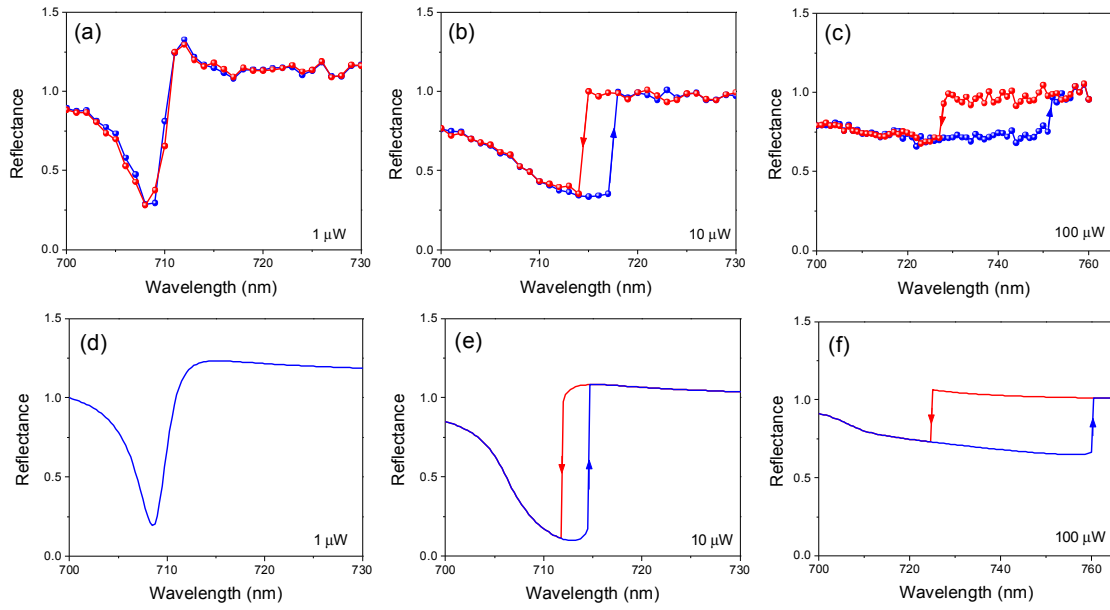 (a)
1.5
1.0
0.5
0.0
Reflectance
700 710 720 730
Wavelength (nm)
1 μW
(b)
1.5
1.0
0.5
0.0
Reflectance
700 710 720 730
Wavelength (nm)
10 μW
(c)
1.5
1.0
0.5
0.0
Reflectance
700 720 740 760
Wavelength (nm)
100 μW
(d)
1.5
1.0
0.5
0.0
Reflectance
700 710 720 730
Wavelength (nm)
1 μW
(e)
1.5
1.0
0.5
0.0
Reflectance
700 710 720 730
Wavelength (nm)
10 μW
(f)
1.5
1.0
0.5
0.0
Reflectance
700 720 740 760
Wavelength (nm)
100 μW